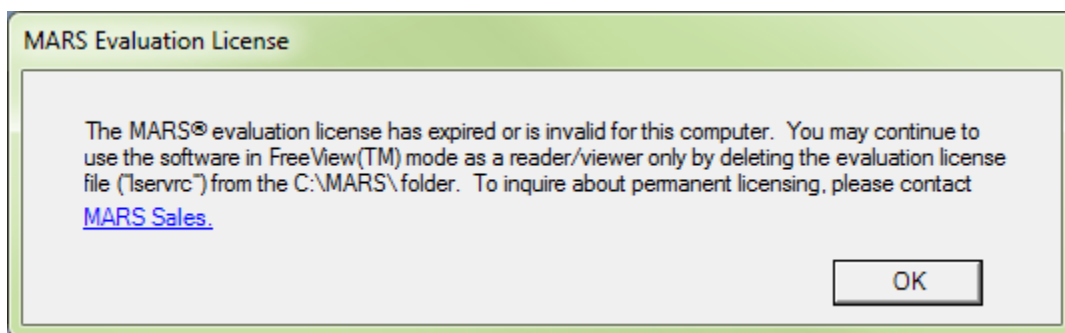 MARS Evaluation License
The MARS® evaluation license has expired or is invalid for this computer.  You may continue to
use the software in FreeView(TM) mode as a reader/viewer only by deleting the evaluation license
file ("lservrc") from the C:\MARS\ folder.  To inquire about permanent licensing, please contact
MARS Sales.
OK